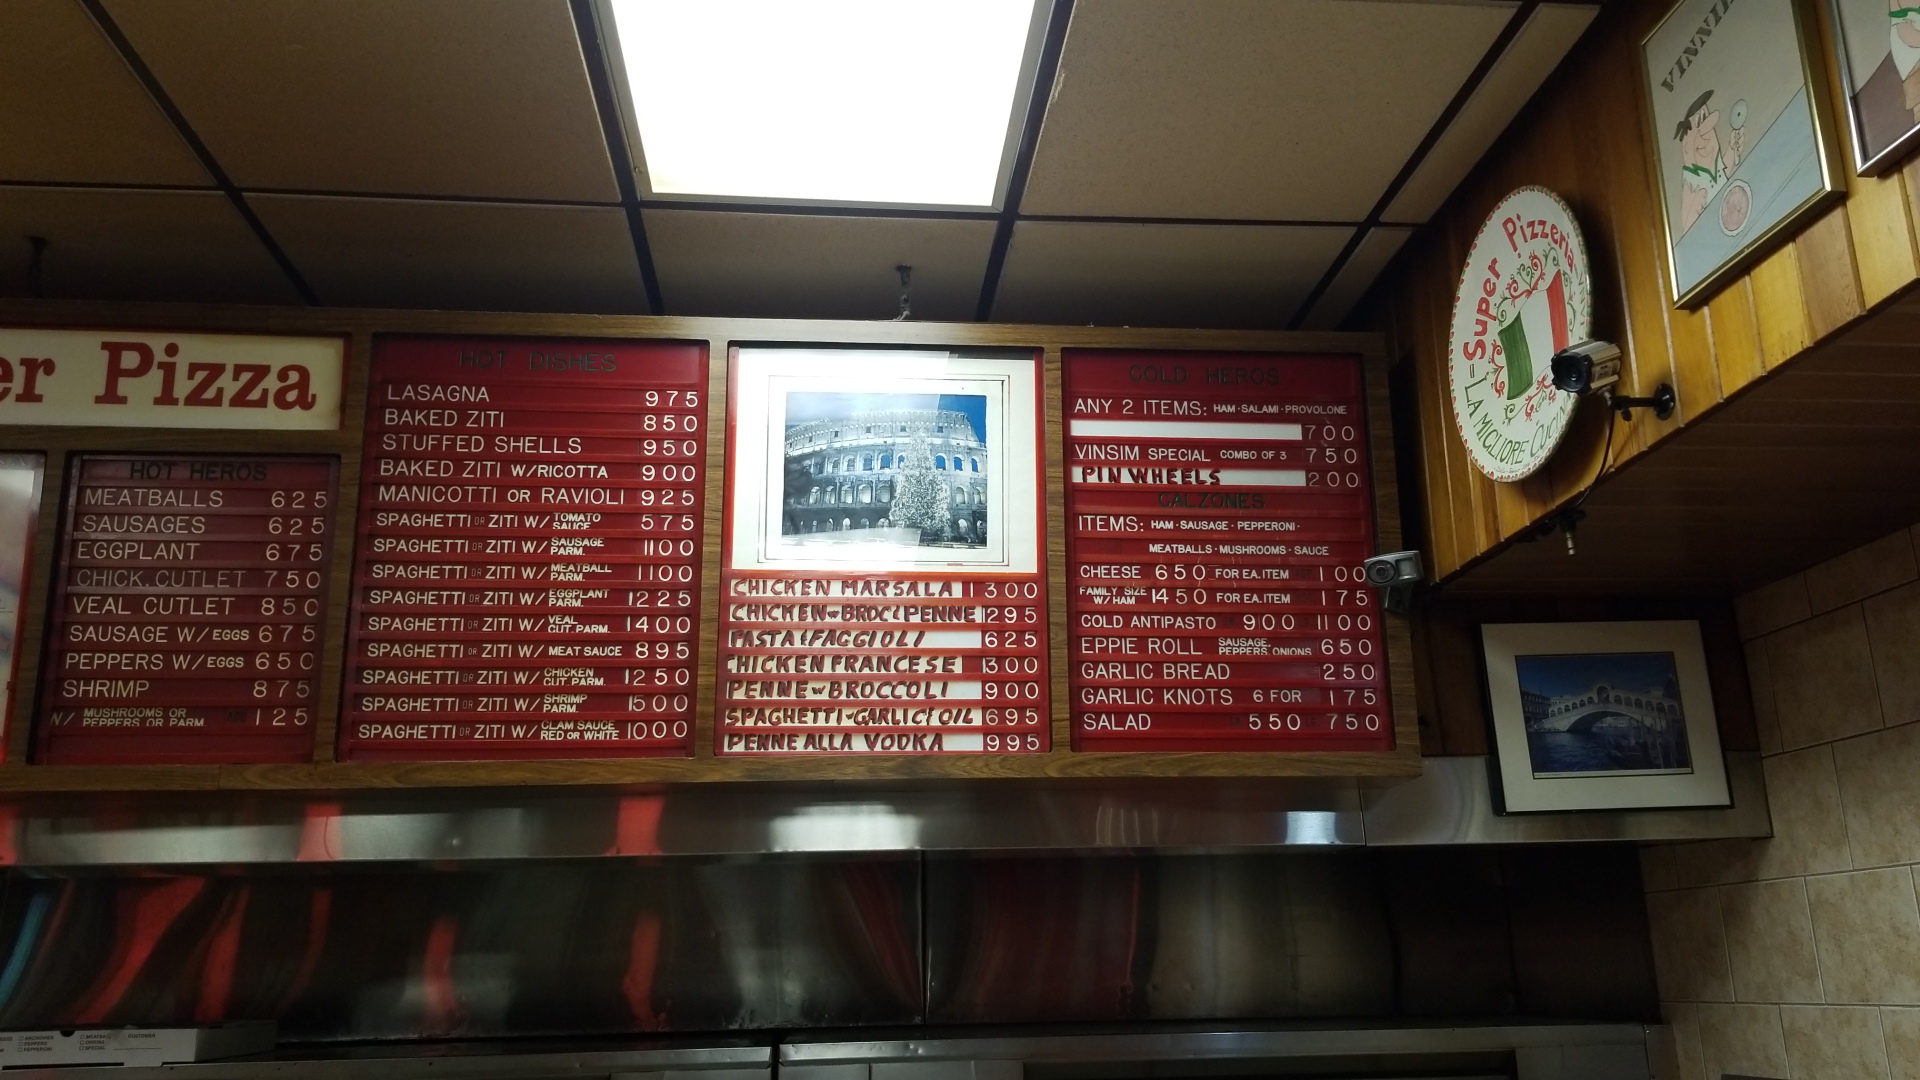 er Pizza
HOT HEROS
MEATBALLS 625
SAUSAGES 625
EGGPLANT 675
CHICK. CUTLET 750
VEAL CUTLET 850
SAUSAGE W/EGGS 675
PEPPERS W/EGGS 650
SHRIMP 875
W/ MUSHROOMS OR PEPPERS OR PARM. ADD 125
HOT DISHES
LASAGNA 975
BAKED ZITI 850
STUFFED SHELLS 950
BAKED ZITI W/RICOTTA 900
MANICOTTI OR RAVIOLI 925
SPAGHETTI OR ZITI W/ TOMATO SAUCE 575
SPAGHETTI OR ZITI W/ SAUSAGE PARM. 1100
SPAGHETTI OR ZITI W/ MEATBALL PARM. 1100
SPAGHETTI OR ZITI W/ EGGPLANT PARM. 1225
SPAGHETTI OR ZITI W/ VEAL CUT. PARM. 1400
SPAGHETTI OR ZITI W/ MEAT SAUCE 895
SPAGHETTI OR ZITI W/ CHICKEN CUT. PARM. 1250
SPAGHETTI OR ZITI W/ SHRIMP PARM. 1500
SPAGHETTI OR ZITI W/ CLAM SAUCE RED OR WHITE 1000
CHICKEN MARSALA 1300
CHICKEN W BROC & PENNE 1295
PASTA & FAGGIOLI 625
CHICKEN FRANCESE 1300
PENNE W BROCCOLI 900
SPAGHETTI-GARLIC & OIL 695
PENNE ALLA VODKA 995
COLD HEROS
ANY 2 ITEMS: HAM·SALAMI·PROVOLONE
700
VINSIM SPECIAL COMBO OF 3 750
PIN WHEELS 200
CALZONES
ITEMS: HAM·SAUSAGE·PEPPERONI·
MEATBALLS·MUSHROOMS·SAUCE
CHEESE 650 FOR EA. ITEM 100
FAMILY SIZE W/HAM 1450 FOR EA. ITEM 175
COLD ANTIPASTO 900 1100
EPPIE ROLL SAUSAGE, PEPPERS, ONIONS 650
GARLIC BREAD 250
GARLIC KNOTS 6 FOR 175
SALAD 550 750
Super Pizzeria
LA MIGLIORE CUCIN
VINNIE